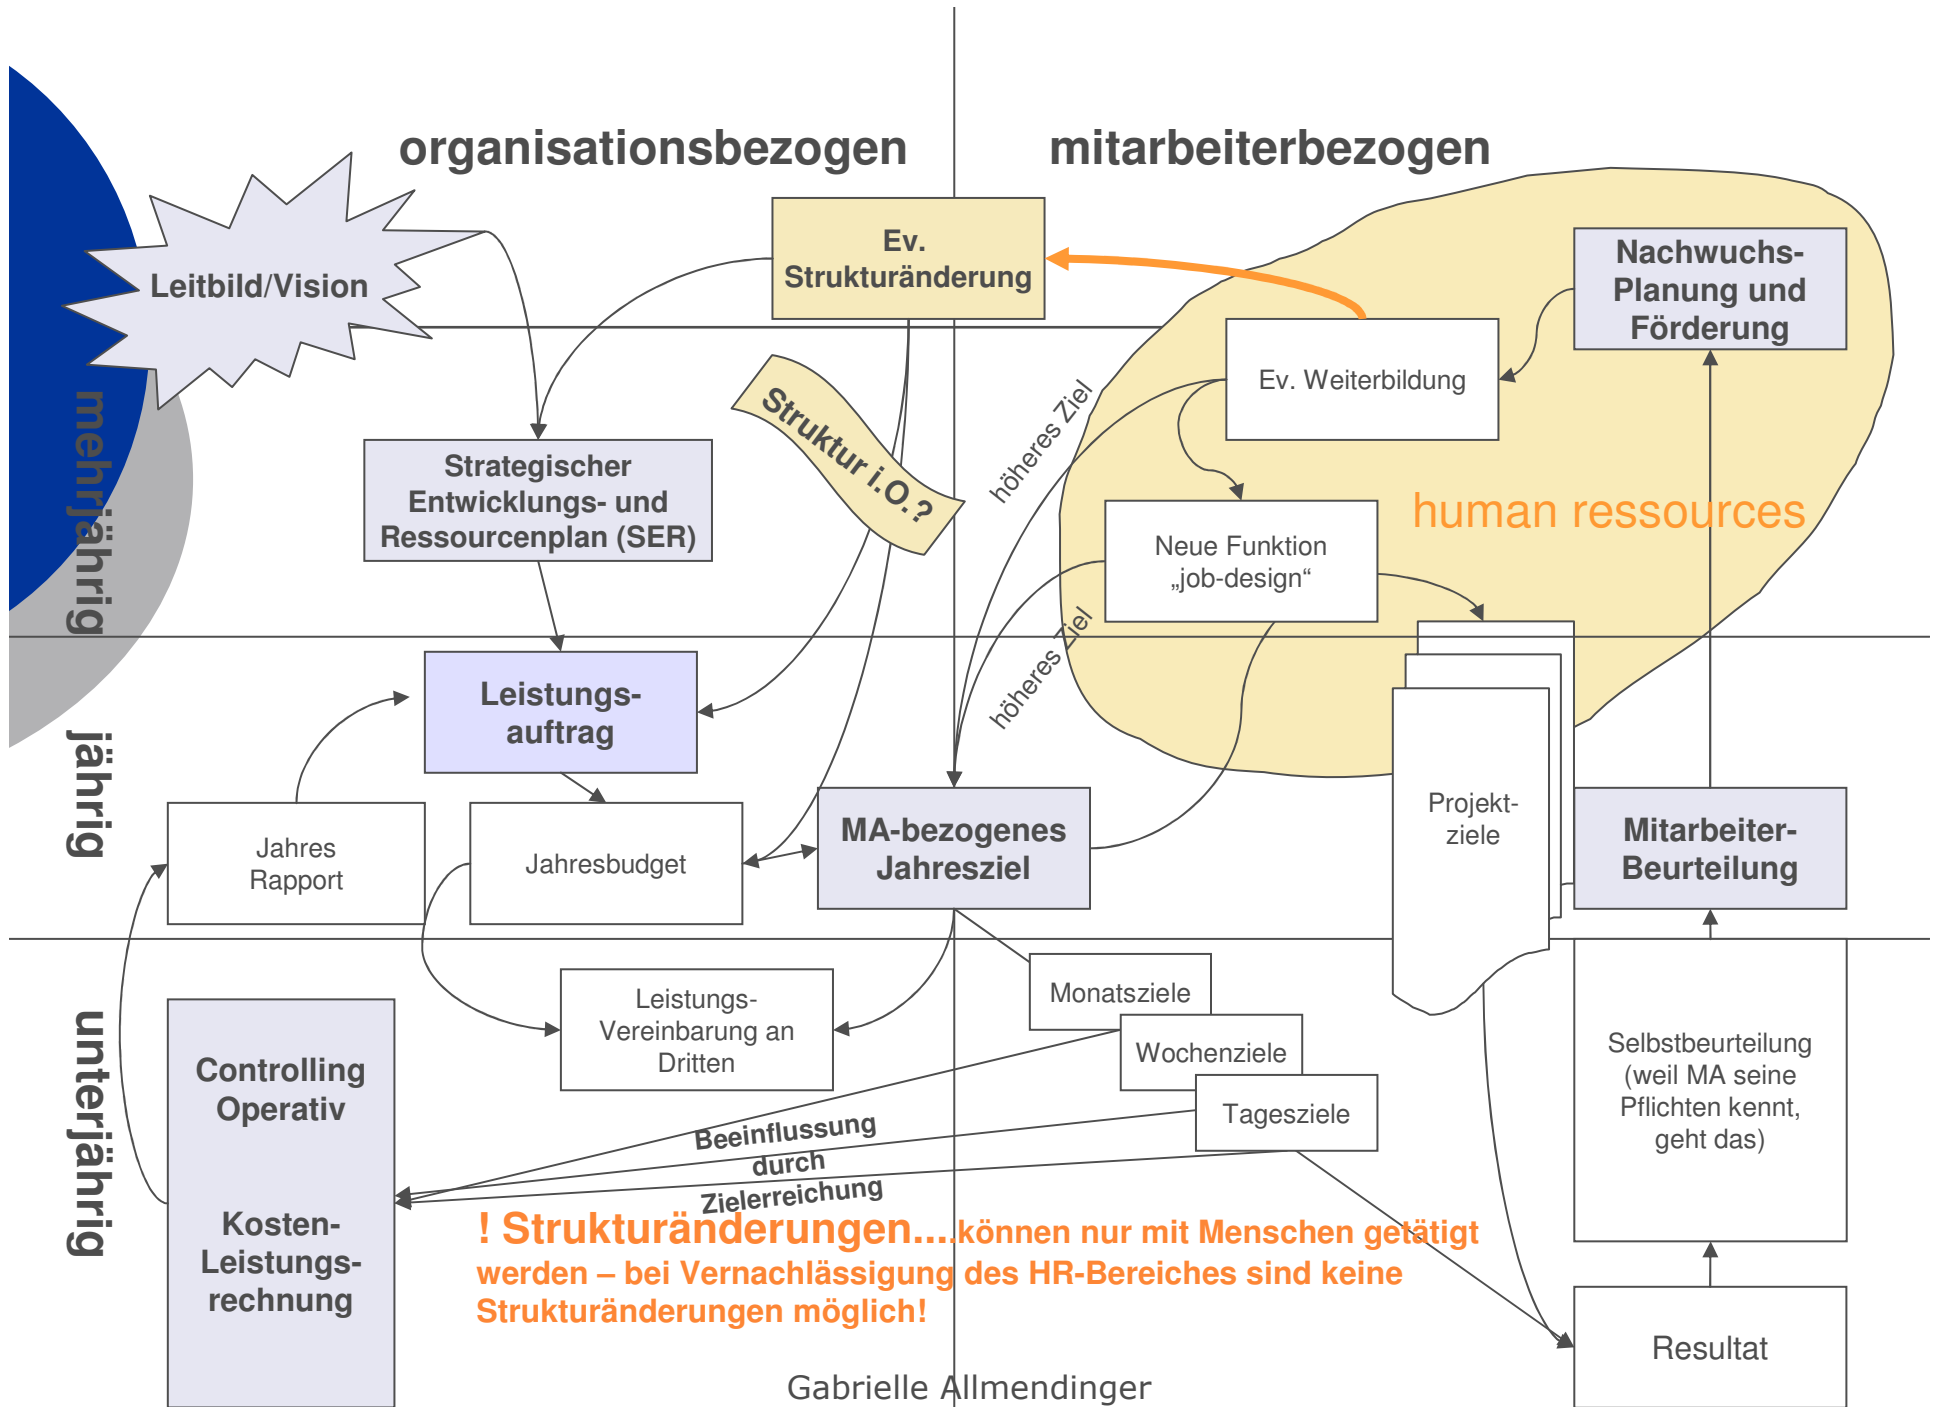 organisationsbezogen
mitarbeiterbezogen
Leitbild/Vision
Ev.
Strukturänderung
Nachwuchs-
Planung und
Förderung
Ev. Weiterbildung
mehrjährig
Strategischer
Entwicklungs- und
Ressourcenplan (SER)
Struktur i.O.?
höheres Ziel
human ressources
Neue Funktion
„job-design“
höheres Ziel
jährig
Leistungs-
auftrag
Jahres
Rapport
Jahresbudget
MA-bezogenes
Jahresziel
Projekt-
ziele
Mitarbeiter-
Beurteilung
unterjährig
Controlling
Operativ
Kosten-
Leistungs-
rechnung
Leistungs-
Vereinbarung an
Dritten
Monatsziele
Wochenziele
Tagesziele
Selbstbeurteilung
(weil MA seine
Pflichten kennt,
geht das)
Beeinflussung
durch
Zielerreichung
! Strukturänderungen....können nur mit Menschen getätigt
werden – bei Vernachlässigung des HR-Bereiches sind keine
Strukturänderungen möglich!
Resultat
Gabrielle Allmendinger